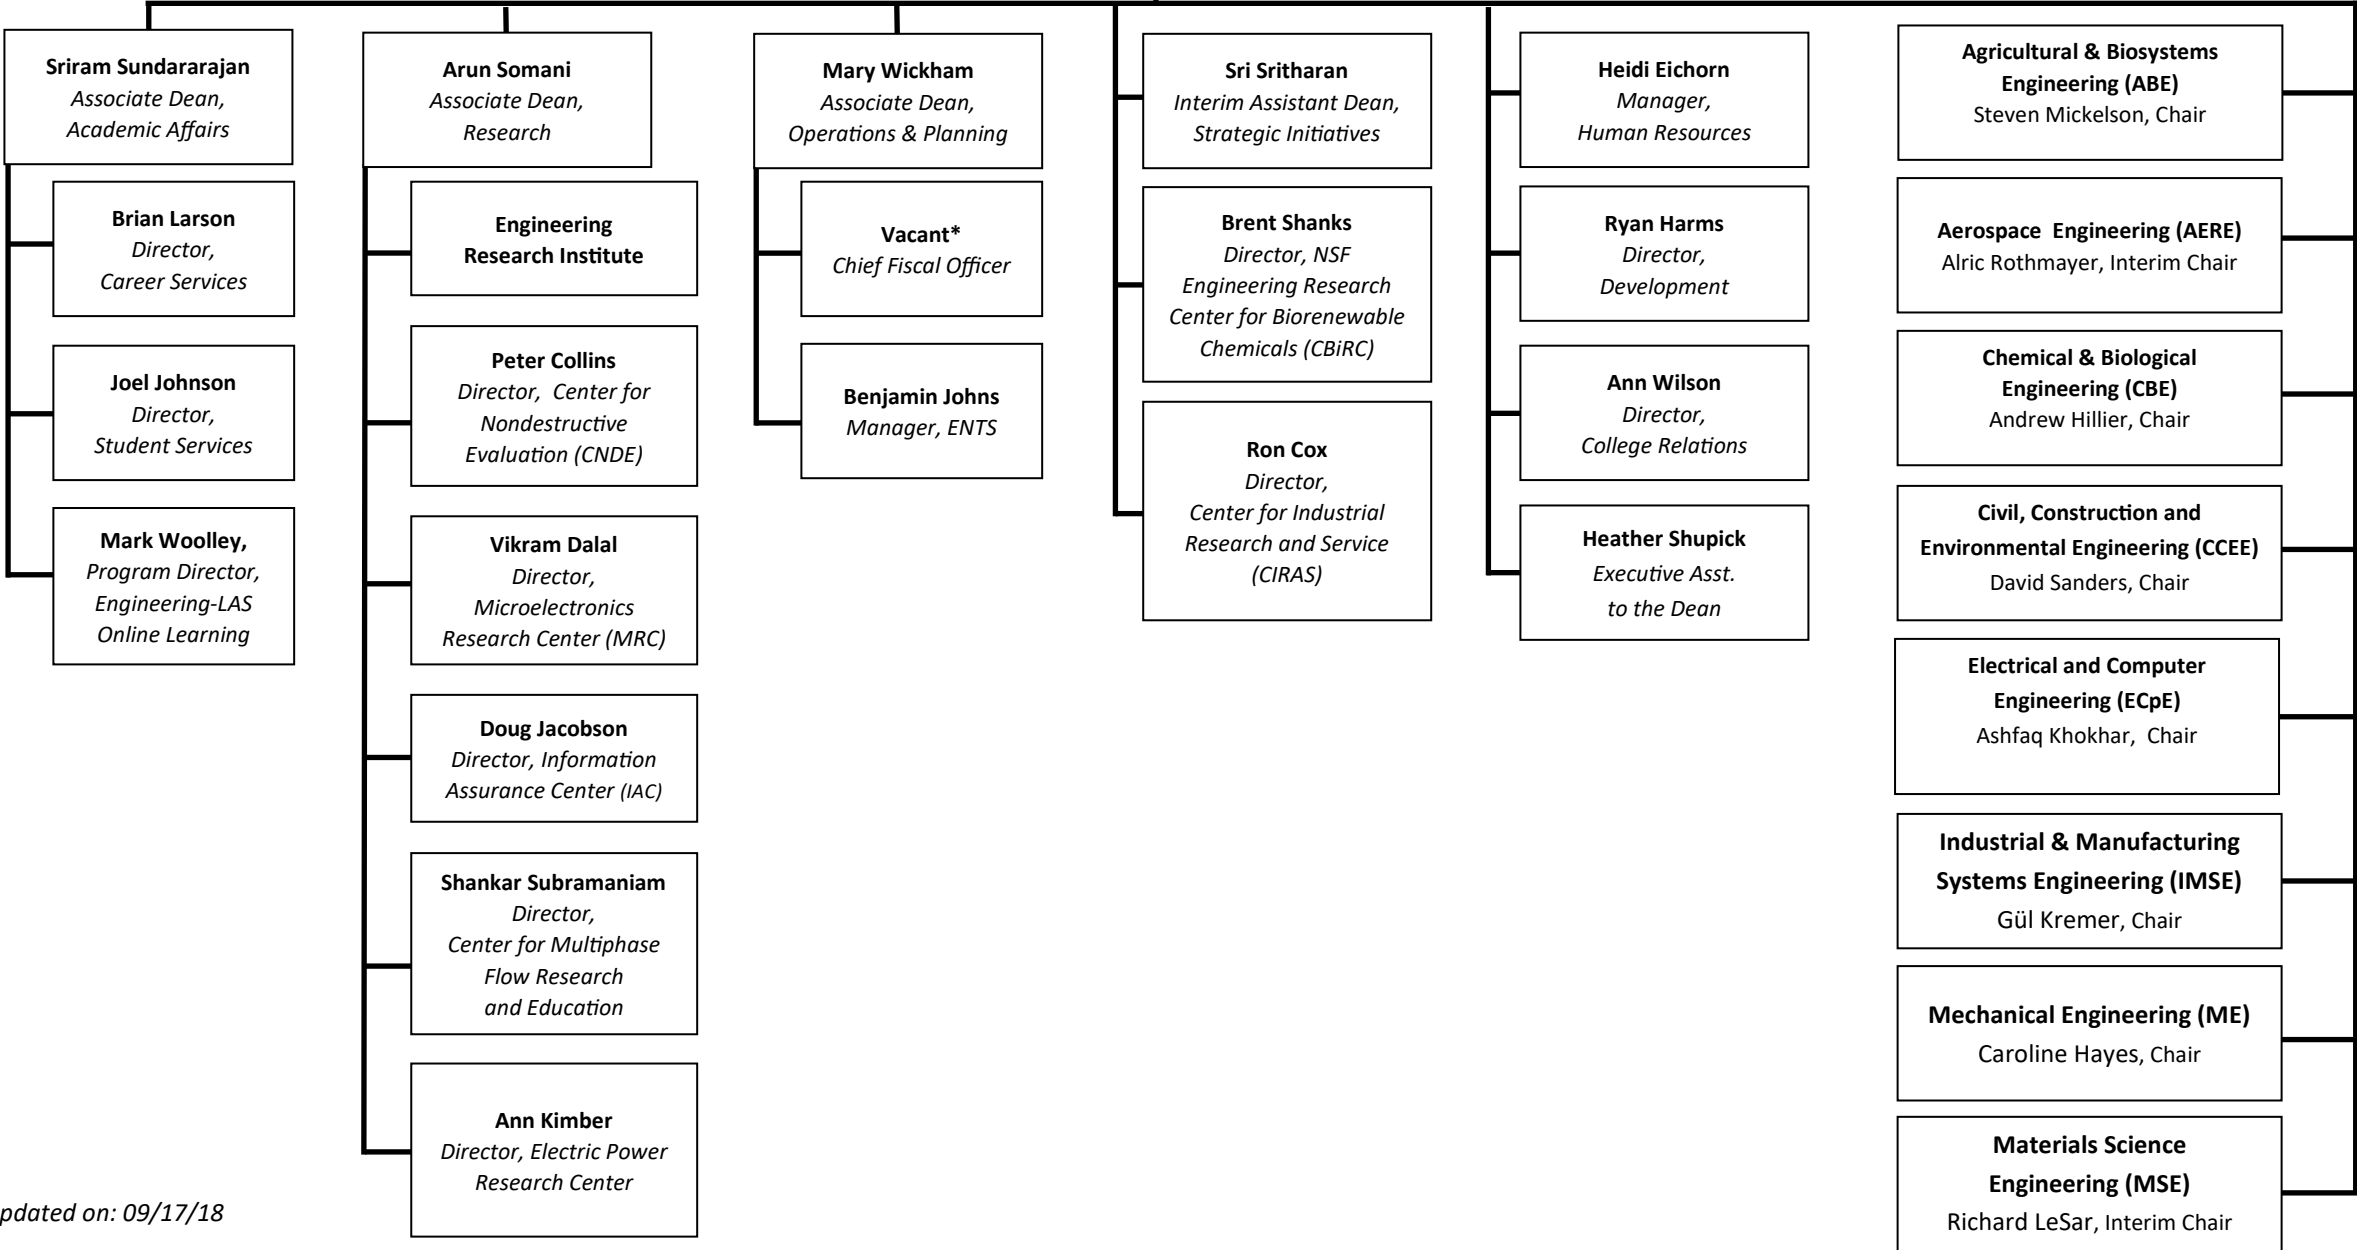 Sriram Sundararajan
Associate Dean,
Academic Affairs
Brian Larson
Director,
Career Services
Joel Johnson
Director,
Student Services
Mark Woolley,
Program Director,
Engineering-LAS
Online Learning
Arun Somani
Associate Dean,
Research
Engineering
Research Institute
Peter Collins
Director, Center for
Nondestructive
Evaluation (CNDE)
Vikram Dalal
Director,
Microelectronics
Research Center (MRC)
Doug Jacobson
Director, Information
Assurance Center (IAC)
Shankar Subramaniam
Director,
Center for Multiphase
Flow Research
and Education
Ann Kimber
Director, Electric Power
Research Center
Mary Wickham
Associate Dean,
Operations & Planning
Vacant*
Chief Fiscal Officer
Benjamin Johns
Manager, ENTS
Sri Sritharan
Interim Assistant Dean,
Strategic Initiatives
Brent Shanks
Director, NSF
Engineering Research
Center for Biorenewable
Chemicals (CBiRC)
Ron Cox
Director,
Center for Industrial
Research and Service
(CIRAS)
Heidi Eichorn
Manager,
Human Resources
Ryan Harms
Director,
Development
Ann Wilson
Director,
College Relations
Heather Shupick
Executive Asst.
to the Dean
Agricultural & Biosystems
Engineering (ABE)
Steven Mickelson, Chair
Aerospace Engineering (AERE)
Alric Rothmayer, Interim Chair
Chemical & Biological
Engineering (CBE)
Andrew Hillier, Chair
Civil, Construction and
Environmental Engineering (CCEE)
David Sanders, Chair
Electrical and Computer
Engineering (ECpE)
Ashfaq Khokhar, Chair
Industrial & Manufacturing
Systems Engineering (IMSE)
Gül Kremer, Chair
Mechanical Engineering (ME)
Caroline Hayes, Chair
Materials Science
Engineering (MSE)
Richard LeSar, Interim Chair
pdated on: 09/17/18